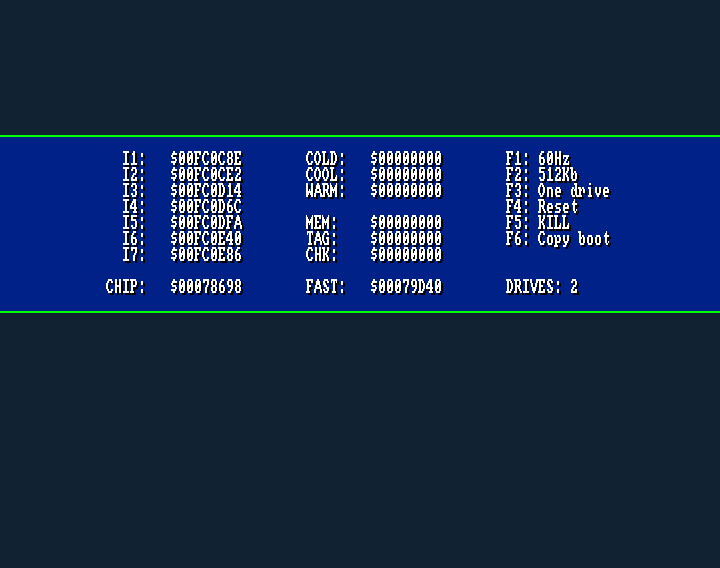 I1: $00FC0C8E COLD: $00000000 F1: 60Hz
I2: $00FC0CE2 COOL: $00000000 F2: 512Kb
I3: $00FC0D14 WARM: $00000000 F3: One drive
I4: $00FC0D6C F4: Reset
I5: $00FC0DFA MEM: $00000000 F5: KILL
I6: $00FC0E40 TAG: $00000000 F6: Copy boot
I7: $00FC0E86 CHK: $00000000
CHIP: $00078698 FAST: $00079D40 DRIVES: 2